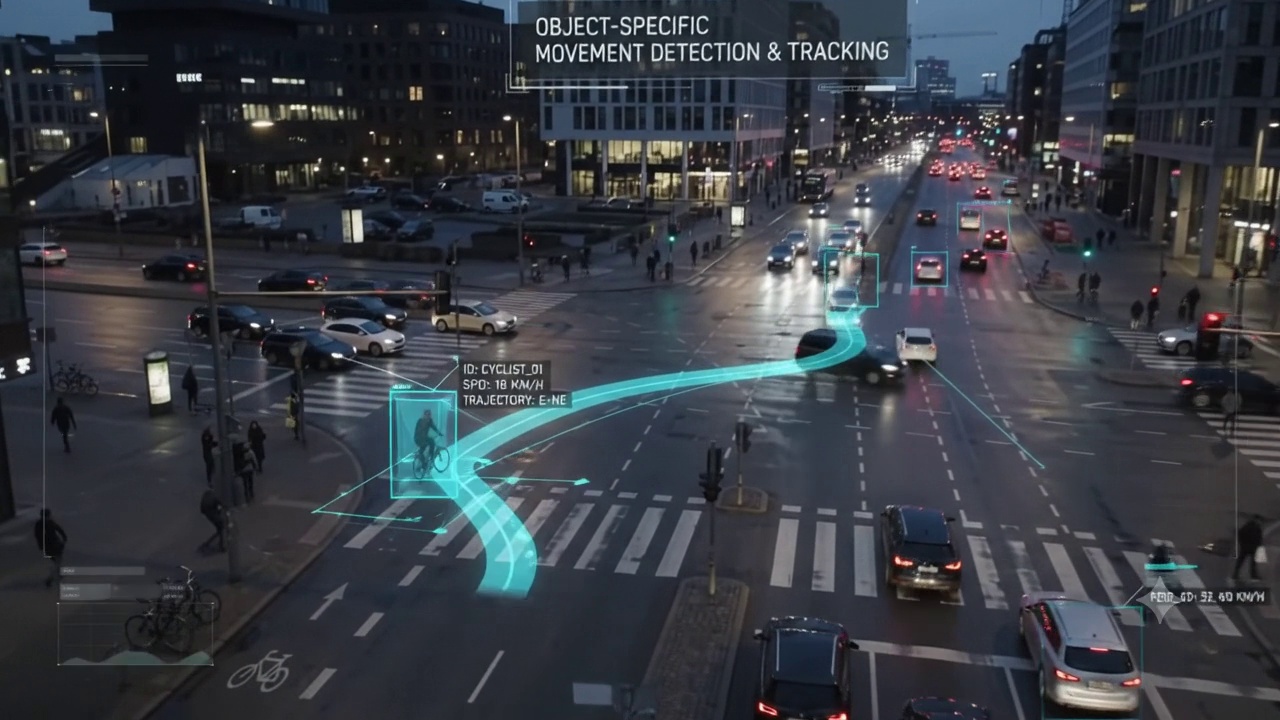 OBJECT-SPECIFIC
MOVEMENT DETECTION & TRACKING
ID: CYCLIST_01
SPD: 18 KM/H
TRAJECTORY: E-NE